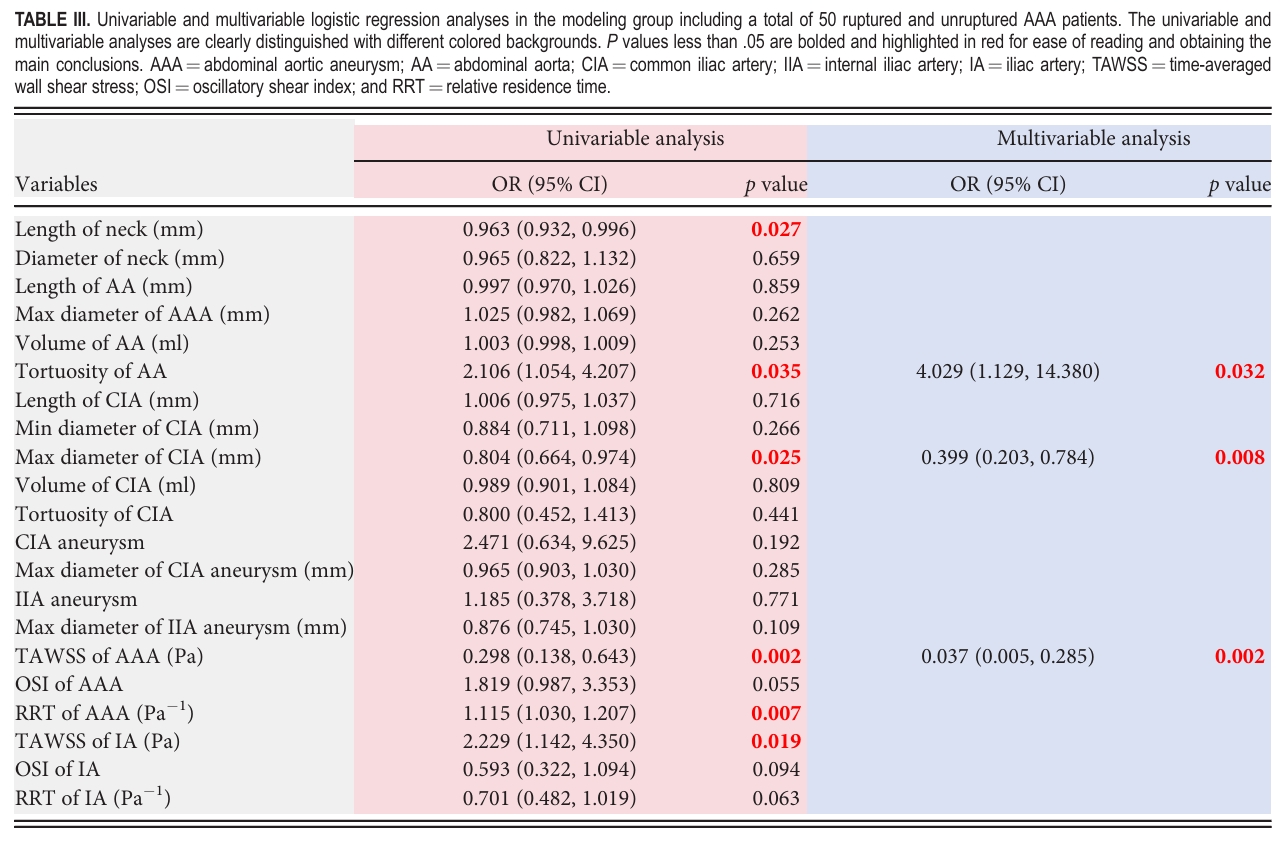 TABLE III. Univariable and multivariable logistic regression analyses in the modeling group including a total of 50 ruptured and unruptured AAA patients. The univariable and
multivariable analyses are clearly distinguished with different colored backgrounds. P values less than .05 are bolded and highlighted in red for ease of reading and obtaining the
main conclusions. AAA = abdominal aortic aneurysm; AA = abdominal aorta; CIA = common iliac artery; IIA = internal iliac artery; IA = iliac artery; TAWSS = time-averaged
wall shear stress; OSI = oscillatory shear index; and RRT = relative residence time.
Univariable analysis Multivariable analysis
Variables OR (95% CI) p value OR (95% CI) p value
Length of neck (mm) 0.963 (0.932, 0.996) 0.027
Diameter of neck (mm) 0.965 (0.822, 1.132) 0.659
Length of AA (mm) 0.997 (0.970, 1.026) 0.859
Max diameter of AAA (mm) 1.025 (0.982, 1.069) 0.262
Volume of AA (ml) 1.003 (0.998, 1.009) 0.253
Tortuosity of AA 2.106 (1.054, 4.207) 0.035 4.029 (1.129, 14.380) 0.032
Length of CIA (mm) 1.006 (0.975, 1.037) 0.716
Min diameter of CIA (mm) 0.884 (0.711, 1.098) 0.266
Max diameter of CIA (mm) 0.804 (0.664, 0.974) 0.025 0.399 (0.203, 0.784) 0.008
Volume of CIA (ml) 0.989 (0.901, 1.084) 0.809
Tortuosity of CIA 0.800 (0.452, 1.413) 0.441
CIA aneurysm 2.471 (0.634, 9.625) 0.192
Max diameter of CIA aneurysm (mm) 0.965 (0.903, 1.030) 0.285
IIA aneurysm 1.185 (0.378, 3.718) 0.771
Max diameter of IIA aneurysm (mm) 0.876 (0.745, 1.030) 0.109
TAWSS of AAA (Pa) 0.298 (0.138, 0.643) 0.002 0.037 (0.005, 0.285) 0.002
OSI of AAA 1.819 (0.987, 3.353) 0.055
RRT of AAA (Pa⁻¹) 1.115 (1.030, 1.207) 0.007
TAWSS of IA (Pa) 2.229 (1.142, 4.350) 0.019
OSI of IA 0.593 (0.322, 1.094) 0.094
RRT of IA (Pa⁻¹) 0.701 (0.482, 1.019) 0.063